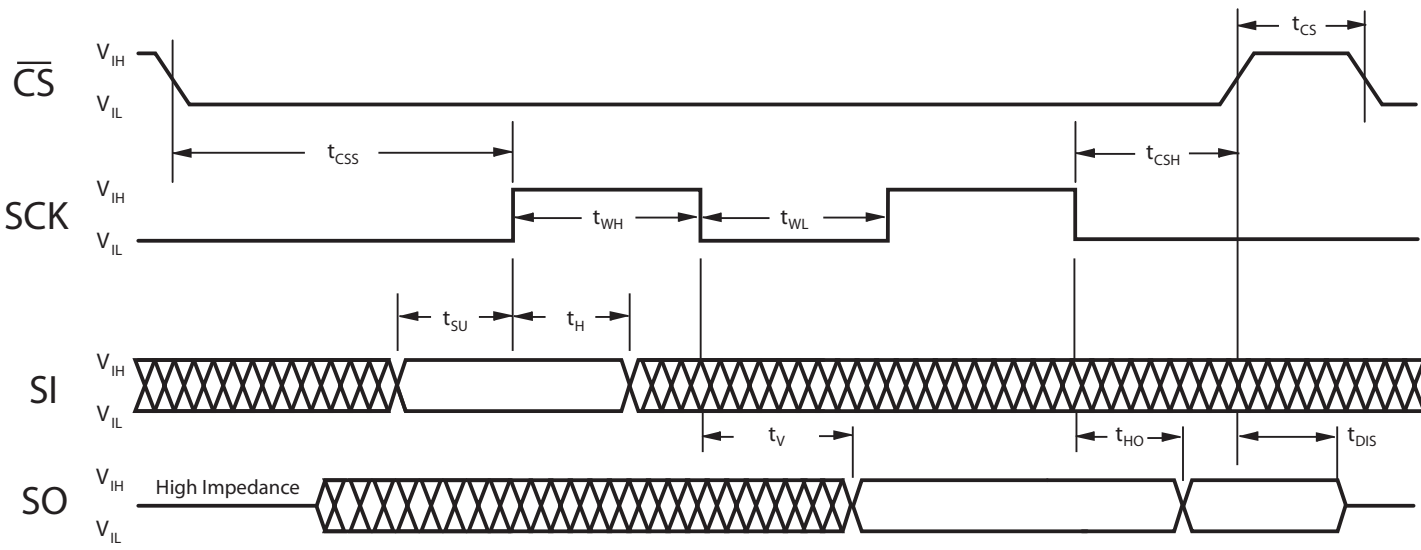 t_CS
V_IH
C̅S̅
V_IL
t_CSS
t_CSH
V_IH
SCK
t_WH
t_WL
V_IL
t_SU
t_H
V_IH
SI
V_IL
t_V
t_HO
t_DIS
V_IH
High Impedance
SO
V_IL